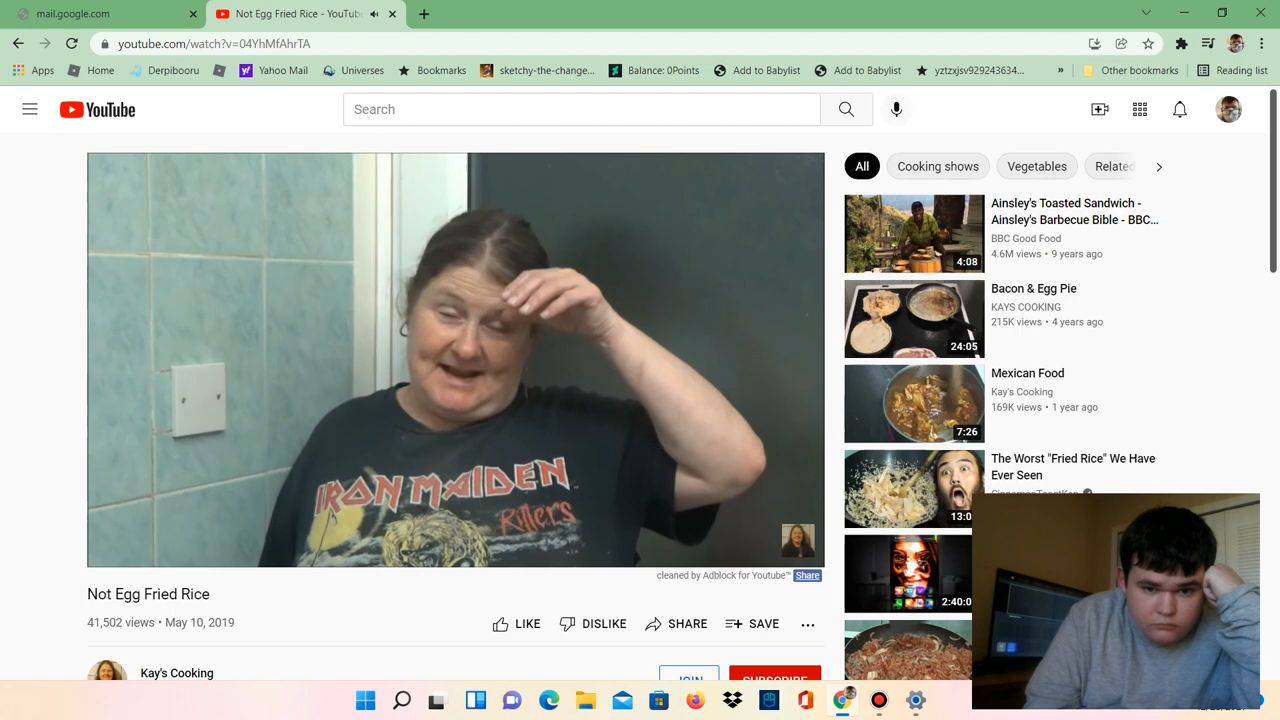 mail.google.com
Not Egg Fried Rice - YouTub
youtube.com/watch?v=04YhMfAhrTA
Apps
Home
Derpibooru
Yahoo Mail
Universe
Bookmarks
sketchy-the-change...
Balance: 0Points
Add to Babylist
Add to Babylist
yztzxjsv929243634...
»
Other bookmarks
Reading list
YouTube
Search
All
Cooking shows
Vegetables
Related
IRON MAIDEN
Killers
cleaned by Adblock for Youtube™ Share
Not Egg Fried Rice
41,502 views • May 10, 2019
LIKE
DISLIKE
SHARE
SAVE
Kay's Cooking
JOIN
SUBSCRIBE
Ainsley's Toasted Sandwich -
Ainsley's Barbecue Bible - BBC...
BBC Good Food
4.6M views • 9 years ago
4:08
Bacon & Egg Pie
KAYS COOKING
215K views • 4 years ago
24:05
Mexican Food
Kay's Cooking
169K views • 1 year ago
7:26
The Worst "Fried Rice" We Have
Ever Seen
13:0
2:40:0